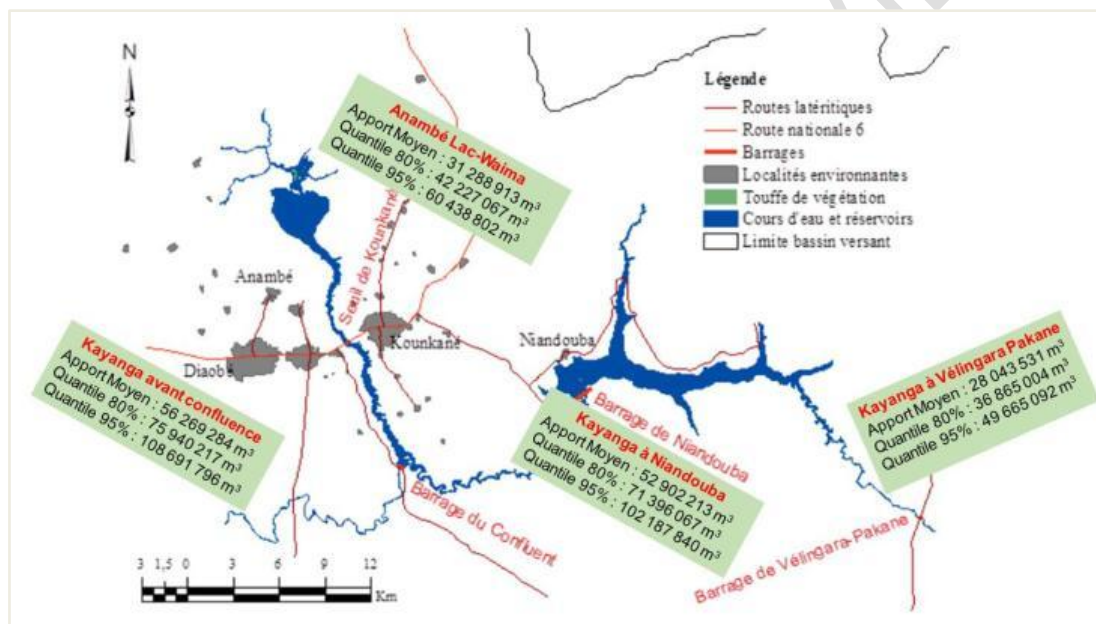 N
Anambé Lac-Waima
Apport Moyen : 31 288 913 m³
Quantile 80% : 42 227 067 m³
Quantile 95% : 60 438 802 m³
Légende
Routes latéritiques
Route nationale 6
Barrages
Localités environnantes
Touffe de végétation
Cours d'eau et réservoirs
Limite bassin versant
Seuil de Kounkané
Anambé
Diaobé
Kounkané
Niandouba
Kayanga avant confluence
Apport Moyen : 56 269 284 m³
Quantile 80% : 75 940 217 m³
Quantile 95% : 108 691 796 m³
Barrage de Niandouba
Kayanga à Niandouba
Apport Moyen : 52 902 213 m³
Quantile 80% : 71 396 067 m³
Quantile 95% : 102 187 840 m³
Kayanga à Vélingara Pakane
Apport Moyen : 28 043 531 m³
Quantile 80% : 36 865 004 m³
Quantile 95% : 49 665 092 m³
Barrage du Confluent
Barrage de Vélingara-Pakane
3 1,5 0 3 6 9 12
Km